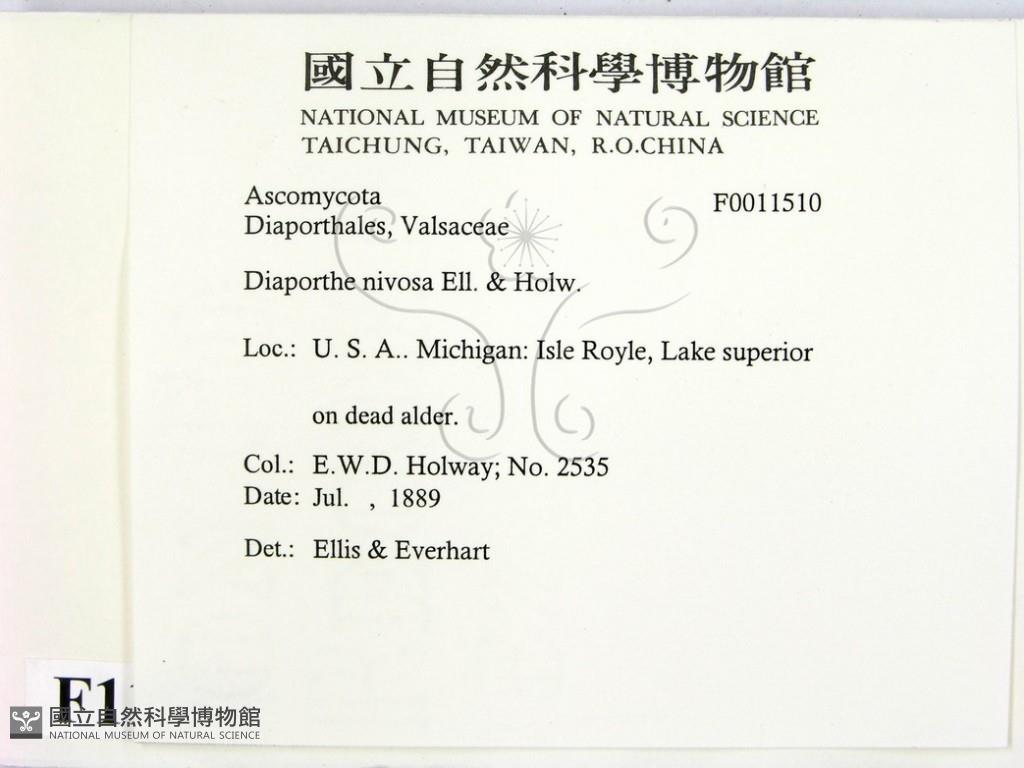 國立自然科學博物館
NATIONAL MUSEUM OF NATURAL SCIENCE
TAICHUNG, TAIWAN, R.O.CHINA
Ascomycota F0011510
Diaporthales, Valsaceae
Diaporthe nivosa Ell. & Holw.
Loc.: U. S. A.. Michigan: Isle Royle, Lake superior
on dead alder.
Col.: E.W.D. Holway; No. 2535
Date: Jul. , 1889
Det.: Ellis & Everhart
F1
國立自然科學博物館
NATIONAL MUSEUM OF NATURAL SCIENCE